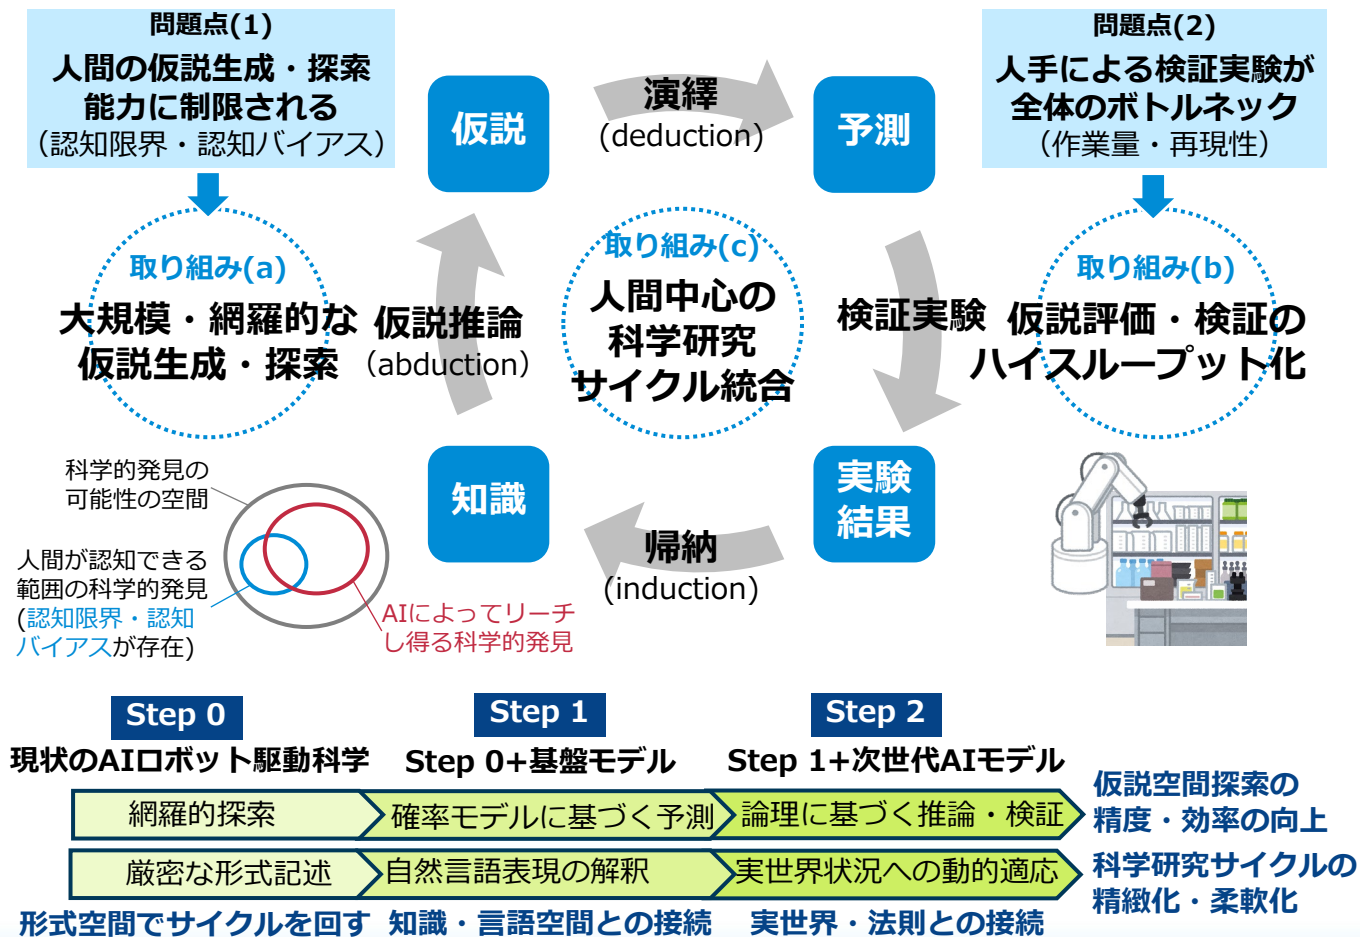 問題点(1)
人間の仮説生成・探索
能力に制限される
（認知限界・認知バイアス）
取り組み(a)
大規模・網羅的な
仮説生成・探索
仮説
演繹
(deduction)
予測
問題点(2)
人手による検証実験が
全体のボトルネック
（作業量・再現性）
取り組み(b)
仮説評価・検証の
ハイスループット化
取り組み(c)
人間中心の
科学研究
サイクル統合
仮説推論
（abduction）
検証実験
知識
実験
結果
帰納
(induction)
科学的発見の
可能性の空間
人間が認知できる
範囲の科学的発見
(認知限界・認知
バイアスが存在)
AIによってリーチ
し得る科学的発見
Step 0
現状のAIロボット駆動科学
Step 1
Step 0+基盤モデル
Step 2
Step 1+次世代AIモデル
網羅的探索
確率モデルに基づく予測
論理に基づく推論・検証
仮説空間探索の
精度・効率の向上
厳密な形式記述
自然言語表現の解釈
実世界状況への動的適応
科学研究サイクルの
精緻化・柔軟化
形式空間でサイクルを回す
知識・言語空間との接続
実世界・法則との接続